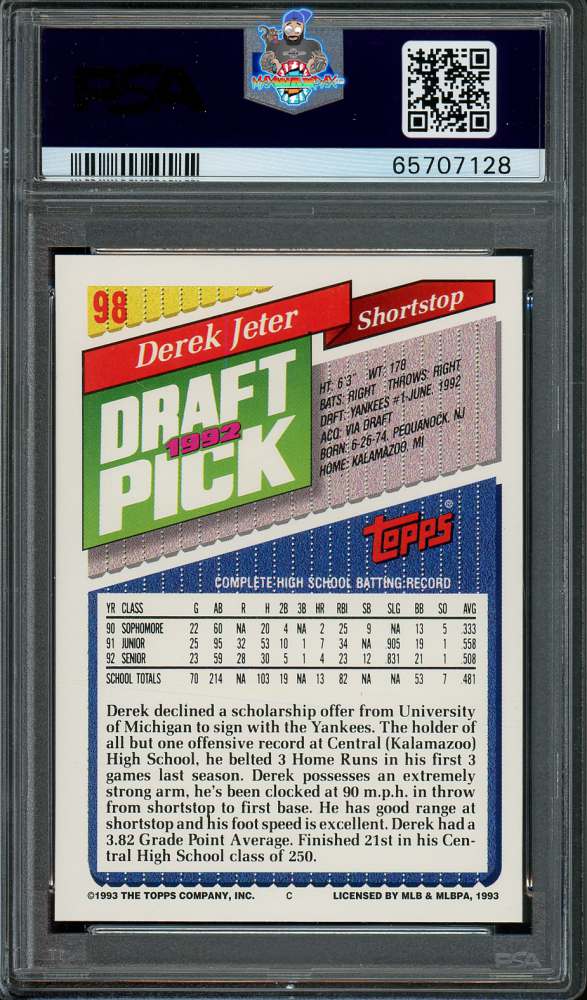 PSA
65707128
98
Derek Jeter
Shortstop
DRAFT
1992
PICK
HT: 6'3" WT: 178
BATS: RIGHT THROWS: RIGHT
DRFT: YANKEES #1-JUNE, 1992
ACQ: VIA DRAFT
BORN: 6-26-74, PEQUANOCK, NJ
HOME: KALAMAZOO, MI
Topps®
COMPLETE HIGH SCHOOL BATTING RECORD
YR CLASS G AB R H 2B 3B HR RBI SB SLG BB SO AVG
90 SOPHOMORE 22 60 NA 20 4 NA 2 25 9 NA 13 5 .333
91 JUNIOR 25 95 32 53 10 1 7 34 NA .905 19 1 .558
92 SENIOR 23 59 28 30 5 1 4 23 12 .831 21 1 .508
SCHOOL TOTALS 70 214 NA 103 19 NA 13 82 NA NA 53 7 .481
Derek declined a scholarship offer from University
of Michigan to sign with the Yankees. The holder of
all but one offensive record at Central (Kalamazoo)
High School, he belted 3 Home Runs in his first 3
games last season. Derek possesses an extremely
strong arm, he's been clocked at 90 m.p.h. in throw
from shortstop to first base. He has good range at
shortstop and his foot speed is excellent. Derek had a
3.82 Grade Point Average. Finished 21st in his Cen-
tral High School class of 250.
©1993 THE TOPPS COMPANY, INC. C LICENSED BY MLB & MLBPA, 1993
PSA